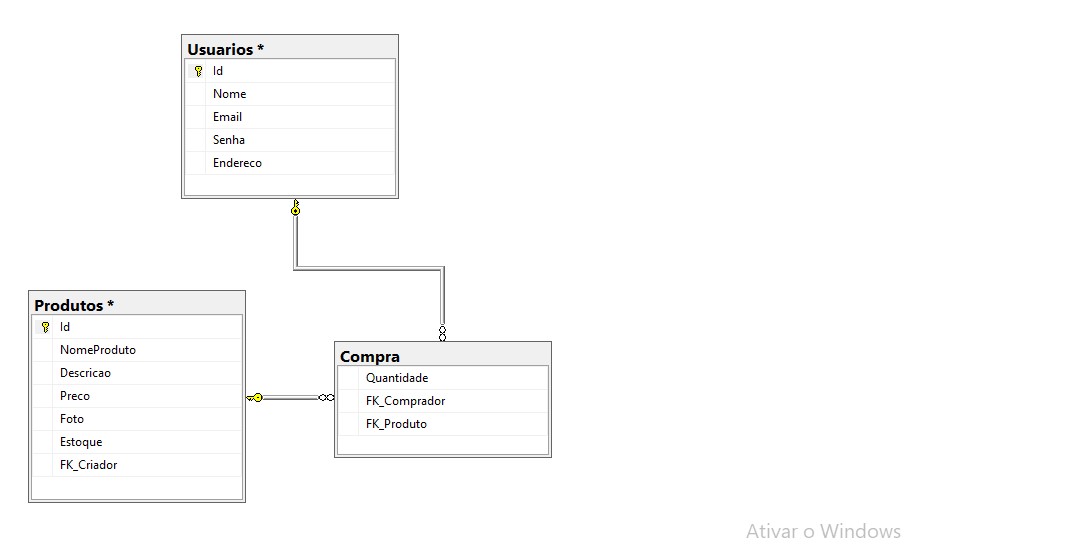 Usuarios *
Id
Nome
Email
Senha
Endereco
Produtos *
Id
NomeProduto
Descricao
Preco
Foto
Estoque
FK_Criador
Compra
Quantidade
FK_Comprador
FK_Produto
Ativar o Windows